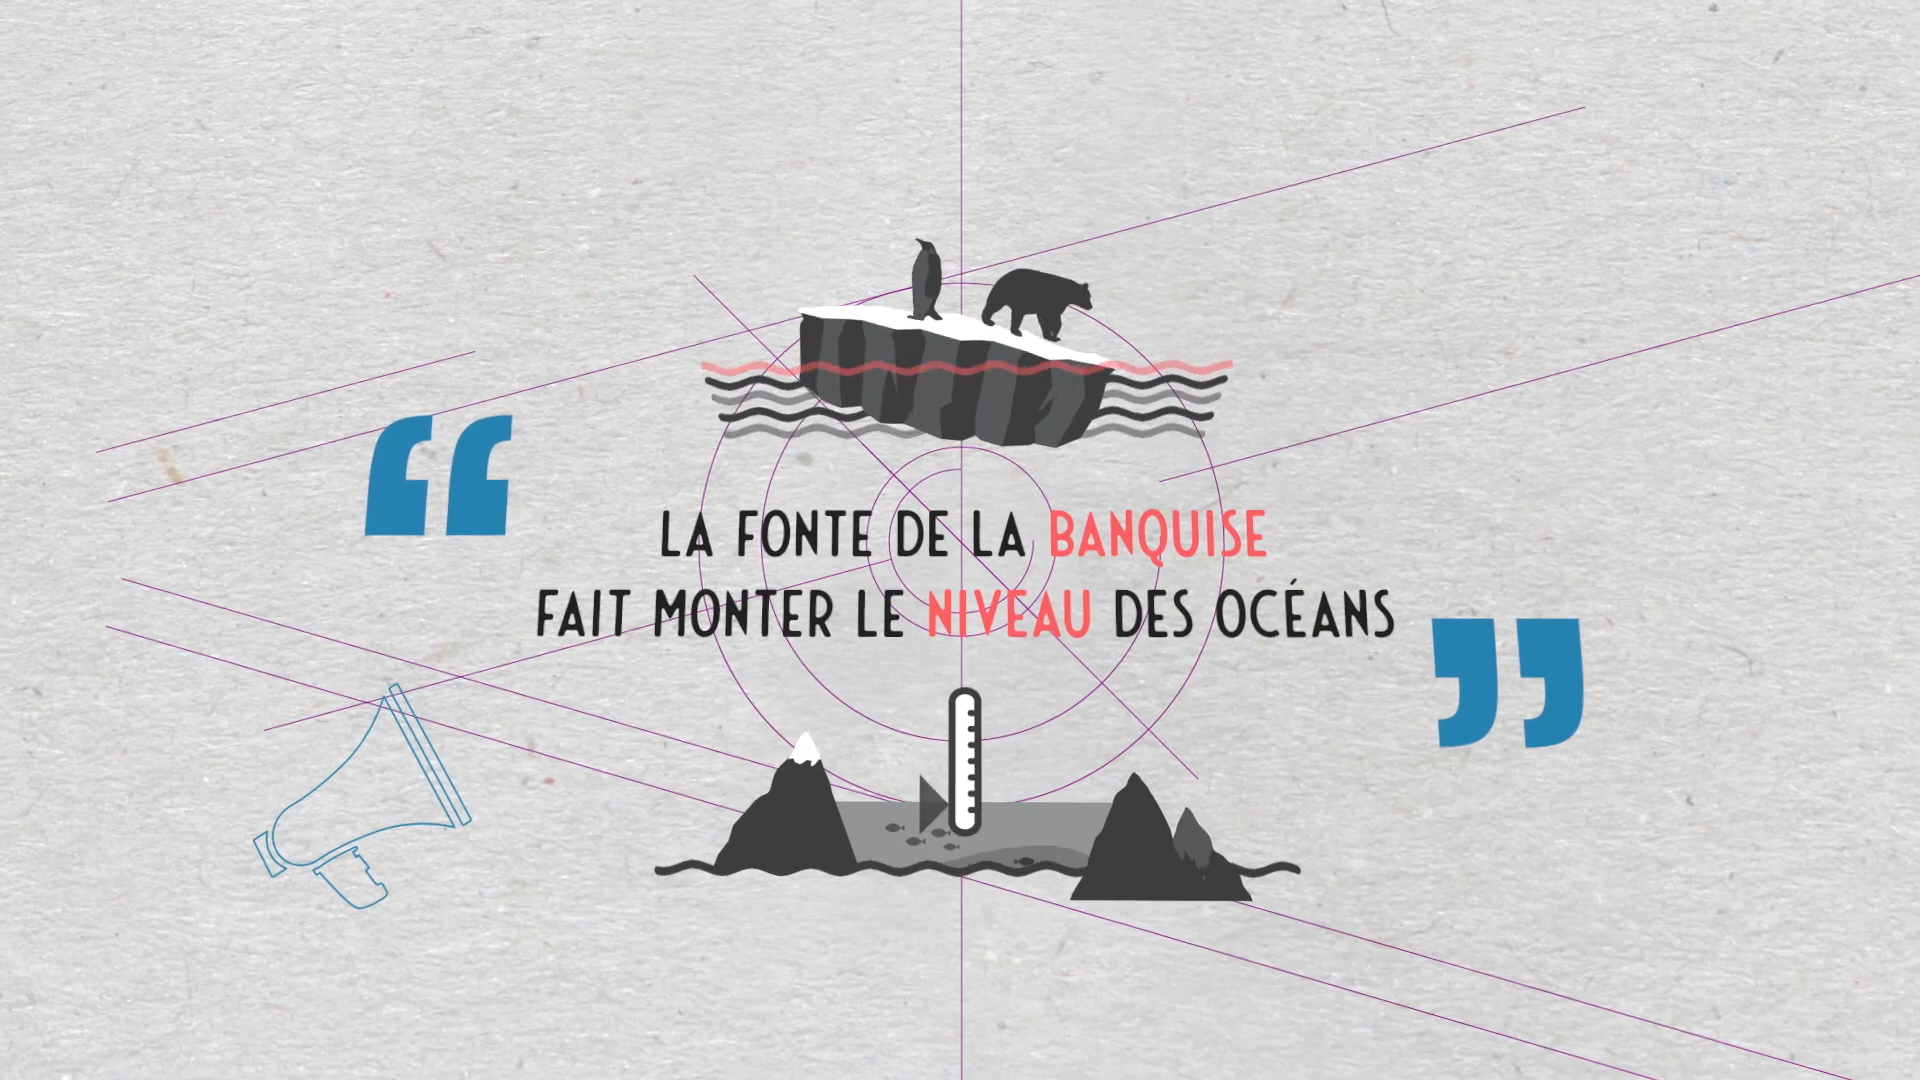 “
LA FONTE DE LA BANQUISE
FAIT MONTER LE NIVEAU DES OCÉANS
”